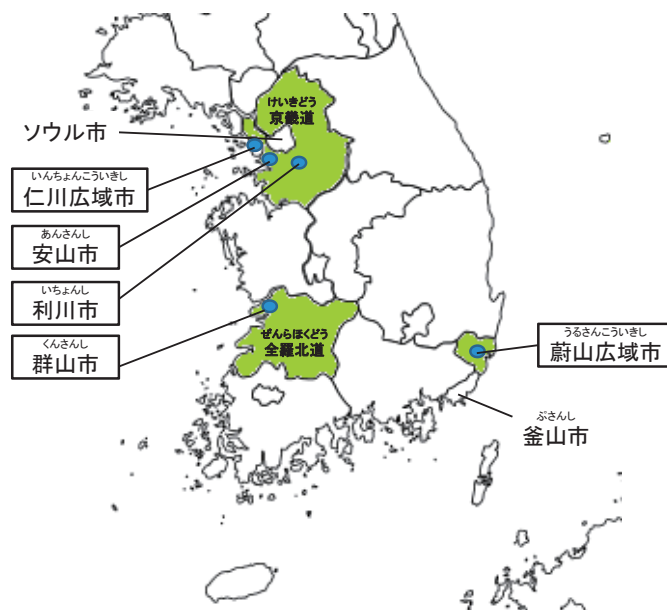 けいきどう
京畿道
ソウル市
いんちょんこういきし
仁川広域市
あんさんし
安山市
いちょんし
利川市
くんさんし
群山市
ぜんらほくどう
全羅北道
うるさんこういきし
蔚山広域市
ぷさんし
釜山市